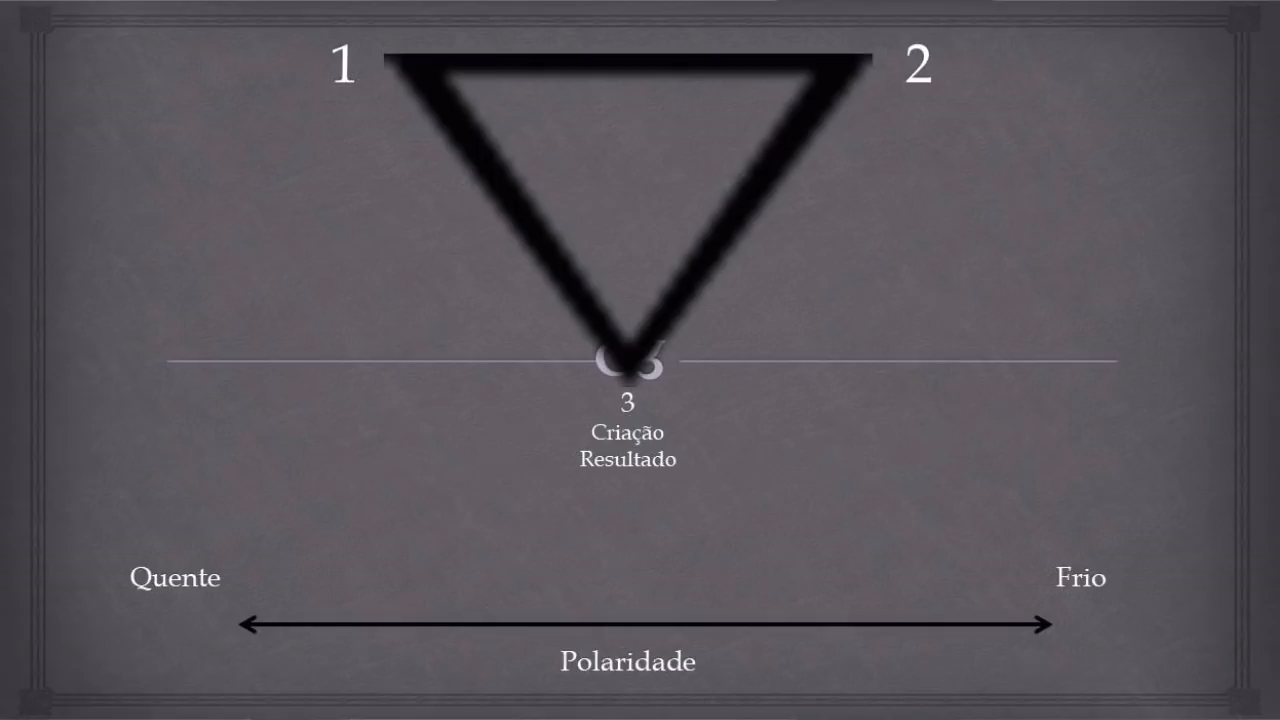 1
2
3
Criação
Resultado
Quente
Frio
Polaridade